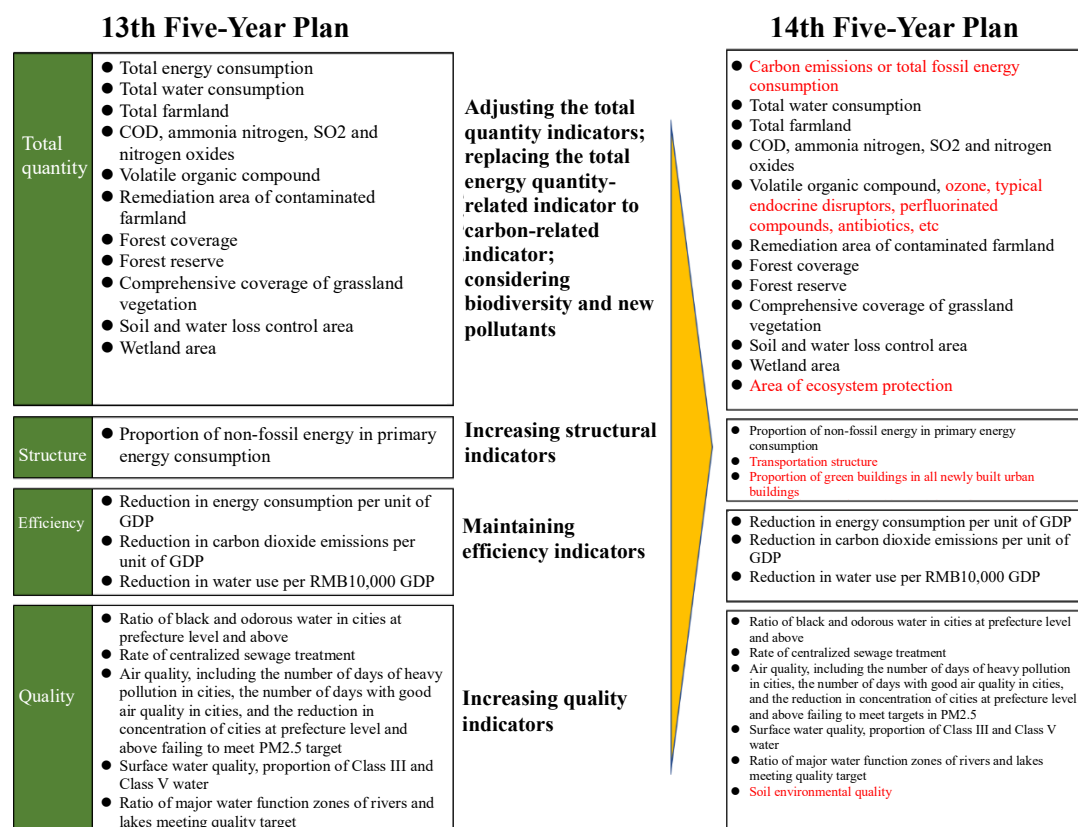 13th Five-Year Plan
14th Five-Year Plan
Total
quantity
● Total energy consumption
● Total water consumption
● Total farmland
● COD, ammonia nitrogen, SO2 and
nitrogen oxides
● Volatile organic compound
● Remediation area of contaminated
farmland
● Forest coverage
● Forest reserve
● Comprehensive coverage of grassland
vegetation
● Soil and water loss control area
● Wetland area
Adjusting the total
quantity indicators;
replacing the total
energy quantity-
related indicator to
carbon-related
indicator;
considering
biodiversity and new
pollutants
● Carbon emissions or total fossil energy
consumption
● Total water consumption
● Total farmland
● COD, ammonia nitrogen, SO2 and nitrogen
oxides
● Volatile organic compound, ozone, typical
endocrine disruptors, perfluorinated
compounds, antibiotics, etc
● Remediation area of contaminated farmland
● Forest coverage
● Forest reserve
● Comprehensive coverage of grassland
vegetation
● Soil and water loss control area
● Wetland area
● Area of ecosystem protection
Structure
● Proportion of non-fossil energy in primary
energy consumption
Increasing structural
indicators
● Proportion of non-fossil energy in primary energy
consumption
● Transportation structure
● Proportion of green buildings in all newly built urban
buildings
Efficiency
● Reduction in energy consumption per unit of
GDP
● Reduction in carbon dioxide emissions per
unit of GDP
● Reduction in water use per RMB10,000 GDP
Maintaining
efficiency indicators
● Reduction in energy consumption per unit of GDP
● Reduction in carbon dioxide emissions per unit of
GDP
● Reduction in water use per RMB10,000 GDP
Quality
● Ratio of black and odorous water in cities at
prefecture level and above
● Rate of centralized sewage treatment
● Air quality, including the number of days of heavy
pollution in cities, the number of days with good
air quality in cities, and the reduction in
concentration of cities at prefecture level and
above failing to meet PM2.5 target
● Surface water quality, proportion of Class III and
Class V water
● Ratio of major water function zones of rivers and
lakes meeting quality target
Increasing quality
indicators
● Ratio of black and odorous water in cities at prefecture level
and above
● Rate of centralized sewage treatment
● Air quality, including the number of days of heavy pollution
in cities, the number of days with good air quality in cities,
and the reduction in concentration of cities at prefecture level
and above failing to meet targets in PM2.5
● Surface water quality, proportion of Class III and Class V
water
● Ratio of major water function zones of rivers and lakes
meeting quality target
● Soil environmental quality